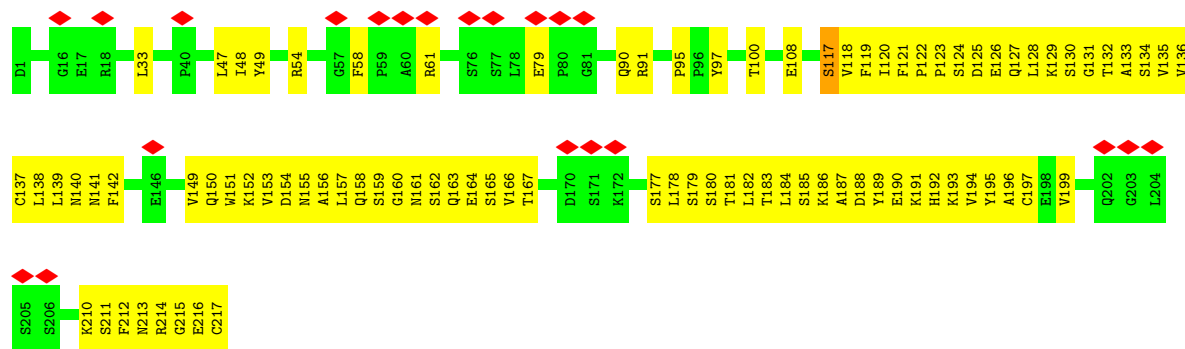 D1 G16 E17 R18 L33 P40 L47 I48 Y49 R54 G57 F58 P59 A60 R61 S76 S77 L78 E79 P80 G81 Q90 R91 P95 P96 Y97 T100 E108 S117 V118 F119 I120 F121 P122 P123 S124 D125 E126 Q127 L128 K129 S130 G131 T132 A133 S134 V135 V136
C137 L138 L139 N140 N141 F142 E146 V149 Q150 W151 K152 V153 D154 N155 A156 L157 Q158 S159 G160 N161 S162 Q163 E164 S165 V166 T167 D170 S171 K172 S177 L178 S179 S180 T181 L182 T183 L184 S185 K186 A187 D188 Y189 E190 K191 H192 K193 V194 Y195 A196 C197 E198 V199 Q202 G203 L204
S205 S206 K210 S211 F212 N213 R214 G215 E216 C217